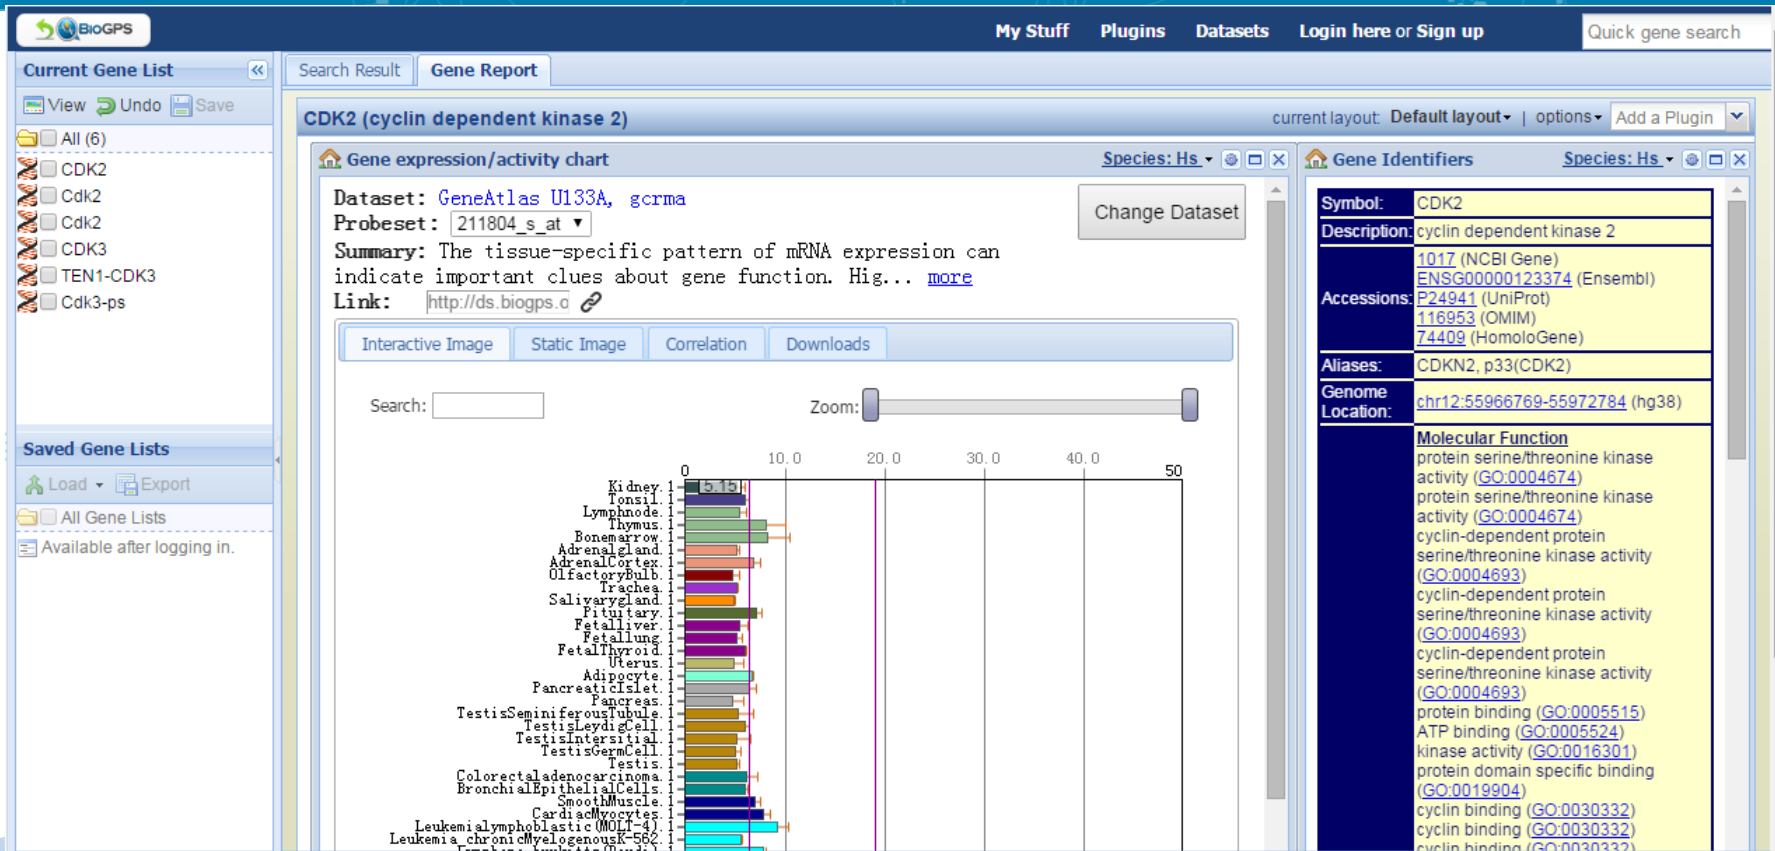 BioGPS
My Stuff
Plugins
Datasets
Login here or Sign up
Quick gene search
Current Gene List
View Undo Save
All (6)
CDK2
Cdk2
Cdk2
CDK3
TEN1-CDK3
Cdk3-ps
Saved Gene Lists
Load Export
All Gene Lists
Available after logging in.
Search Result
Gene Report
CDK2 (cyclin dependent kinase 2)
current layout: Default layout | options
Add a Plugin
Gene expression/activity chart
Species: Hs
Dataset: GeneAtlas U133A, gcrma
Probeset: 211804_s_at
Summary: The tissue-specific pattern of mRNA expression can
indicate important clues about gene function. Hig... more
Link: http://ds.biogps.o
Change Dataset
Interactive Image
Static Image
Correlation
Downloads
Search:
Zoom:
0 10.0 20.0 30.0 40.0 50
Kidney.1 5.15
Tonsil.1
Lymphnode.1
Thymus.1
Bonemarrow.1
Adrenalgland.1
AdrenalCortex.1
OlfactoryBulb.1
Trachea.1
Salivarygland.1
Pituitary.1
Fetalliver.1
Fetallung.1
FetalThyroid.1
Uterus.1
Adipocyte.1
PancreaticIslet.1
Pancreas.1
TestisSeminiferousTubule.1
TestisLeydigCell.1
TestisIntersitial.1
TestisGermCell.1
Testis.1
Colorectaladenocarcinoma.1
BronchialEpithelialCells.1
SmoothMuscle.1
CardiacMyocytes.1
Leukemialymphoblastic(MOLT-4).1
Leukemia_chronicMyelogenousK-562.1
Gene Identifiers
Species: Hs
Symbol: CDK2
Description: cyclin dependent kinase 2
Accessions:
1017 (NCBI Gene)
ENSG00000123374 (Ensembl)
P24941 (UniProt)
116953 (OMIM)
74409 (HomoloGene)
Aliases: CDKN2, p33(CDK2)
Genome
Location:
chr12:55966769-55972784 (hg38)
Molecular Function
protein serine/threonine kinase
activity (GO:0004674)
protein serine/threonine kinase
activity (GO:0004674)
cyclin-dependent protein
serine/threonine kinase activity
(GO:0004693)
cyclin-dependent protein
serine/threonine kinase activity
(GO:0004693)
cyclin-dependent protein
serine/threonine kinase activity
(GO:0004693)
protein binding (GO:0005515)
ATP binding (GO:0005524)
kinase activity (GO:0016301)
protein domain specific binding
(GO:0019904)
cyclin binding (GO:0030332)
cyclin binding (GO:0030332)
cyclin binding (GO:0030332)